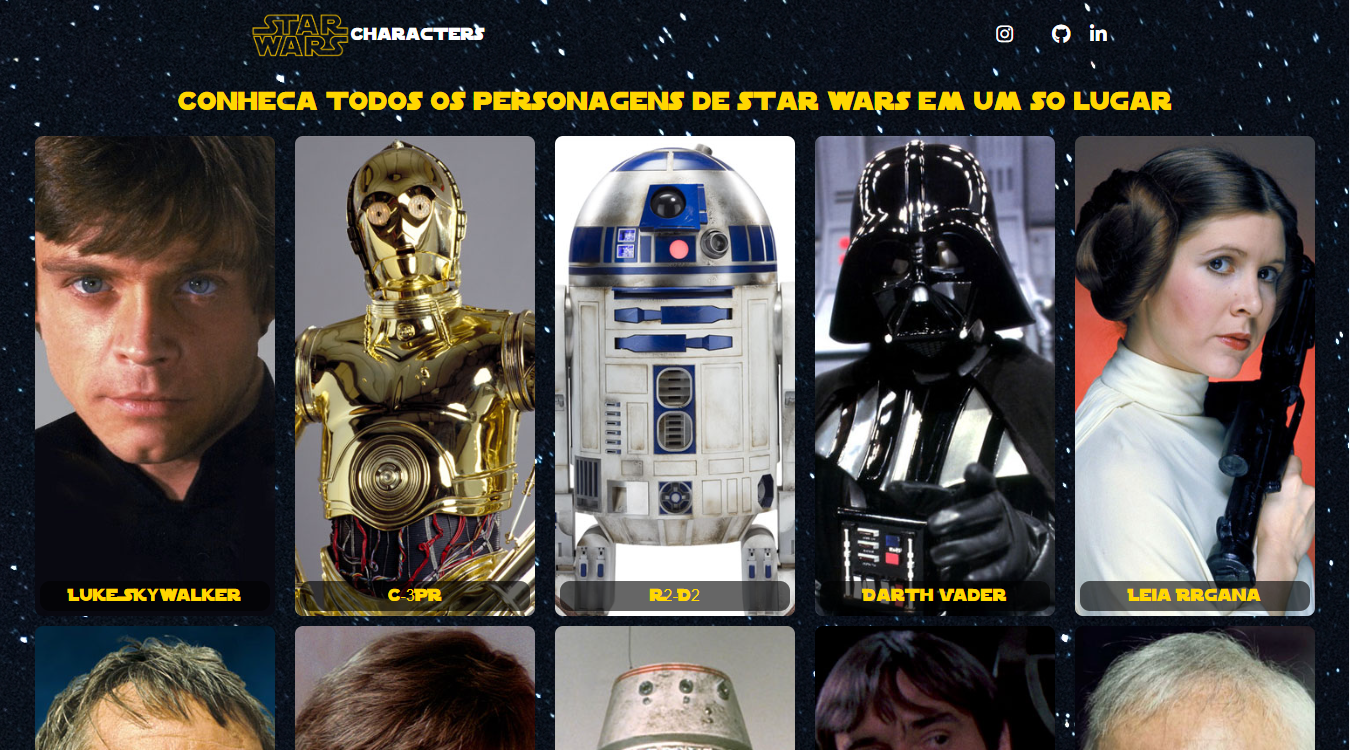 STAR
WARS CHARACTERS
CONHECA TODOS OS PERSONAGENS DE STAR WARS EM UM SO LUGAR
LUKE SKYWALKER
C-3PR
R2-D2
DARTH VADER
LEIA RRGANA